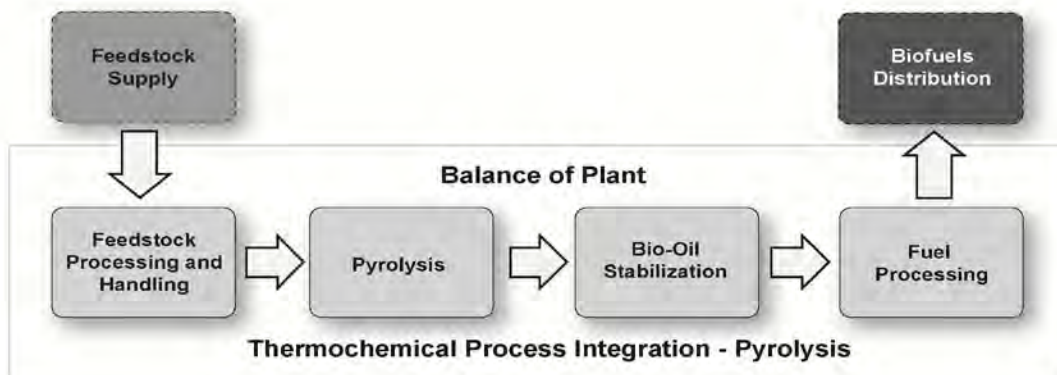 Feedstock
Supply
Biofuels
Distribution
Balance of Plant
Feedstock
Processing and
Handling
Pyrolysis
Bio-Oil
Stabilization
Fuel
Processing
Thermochemical Process Integration - Pyrolysis